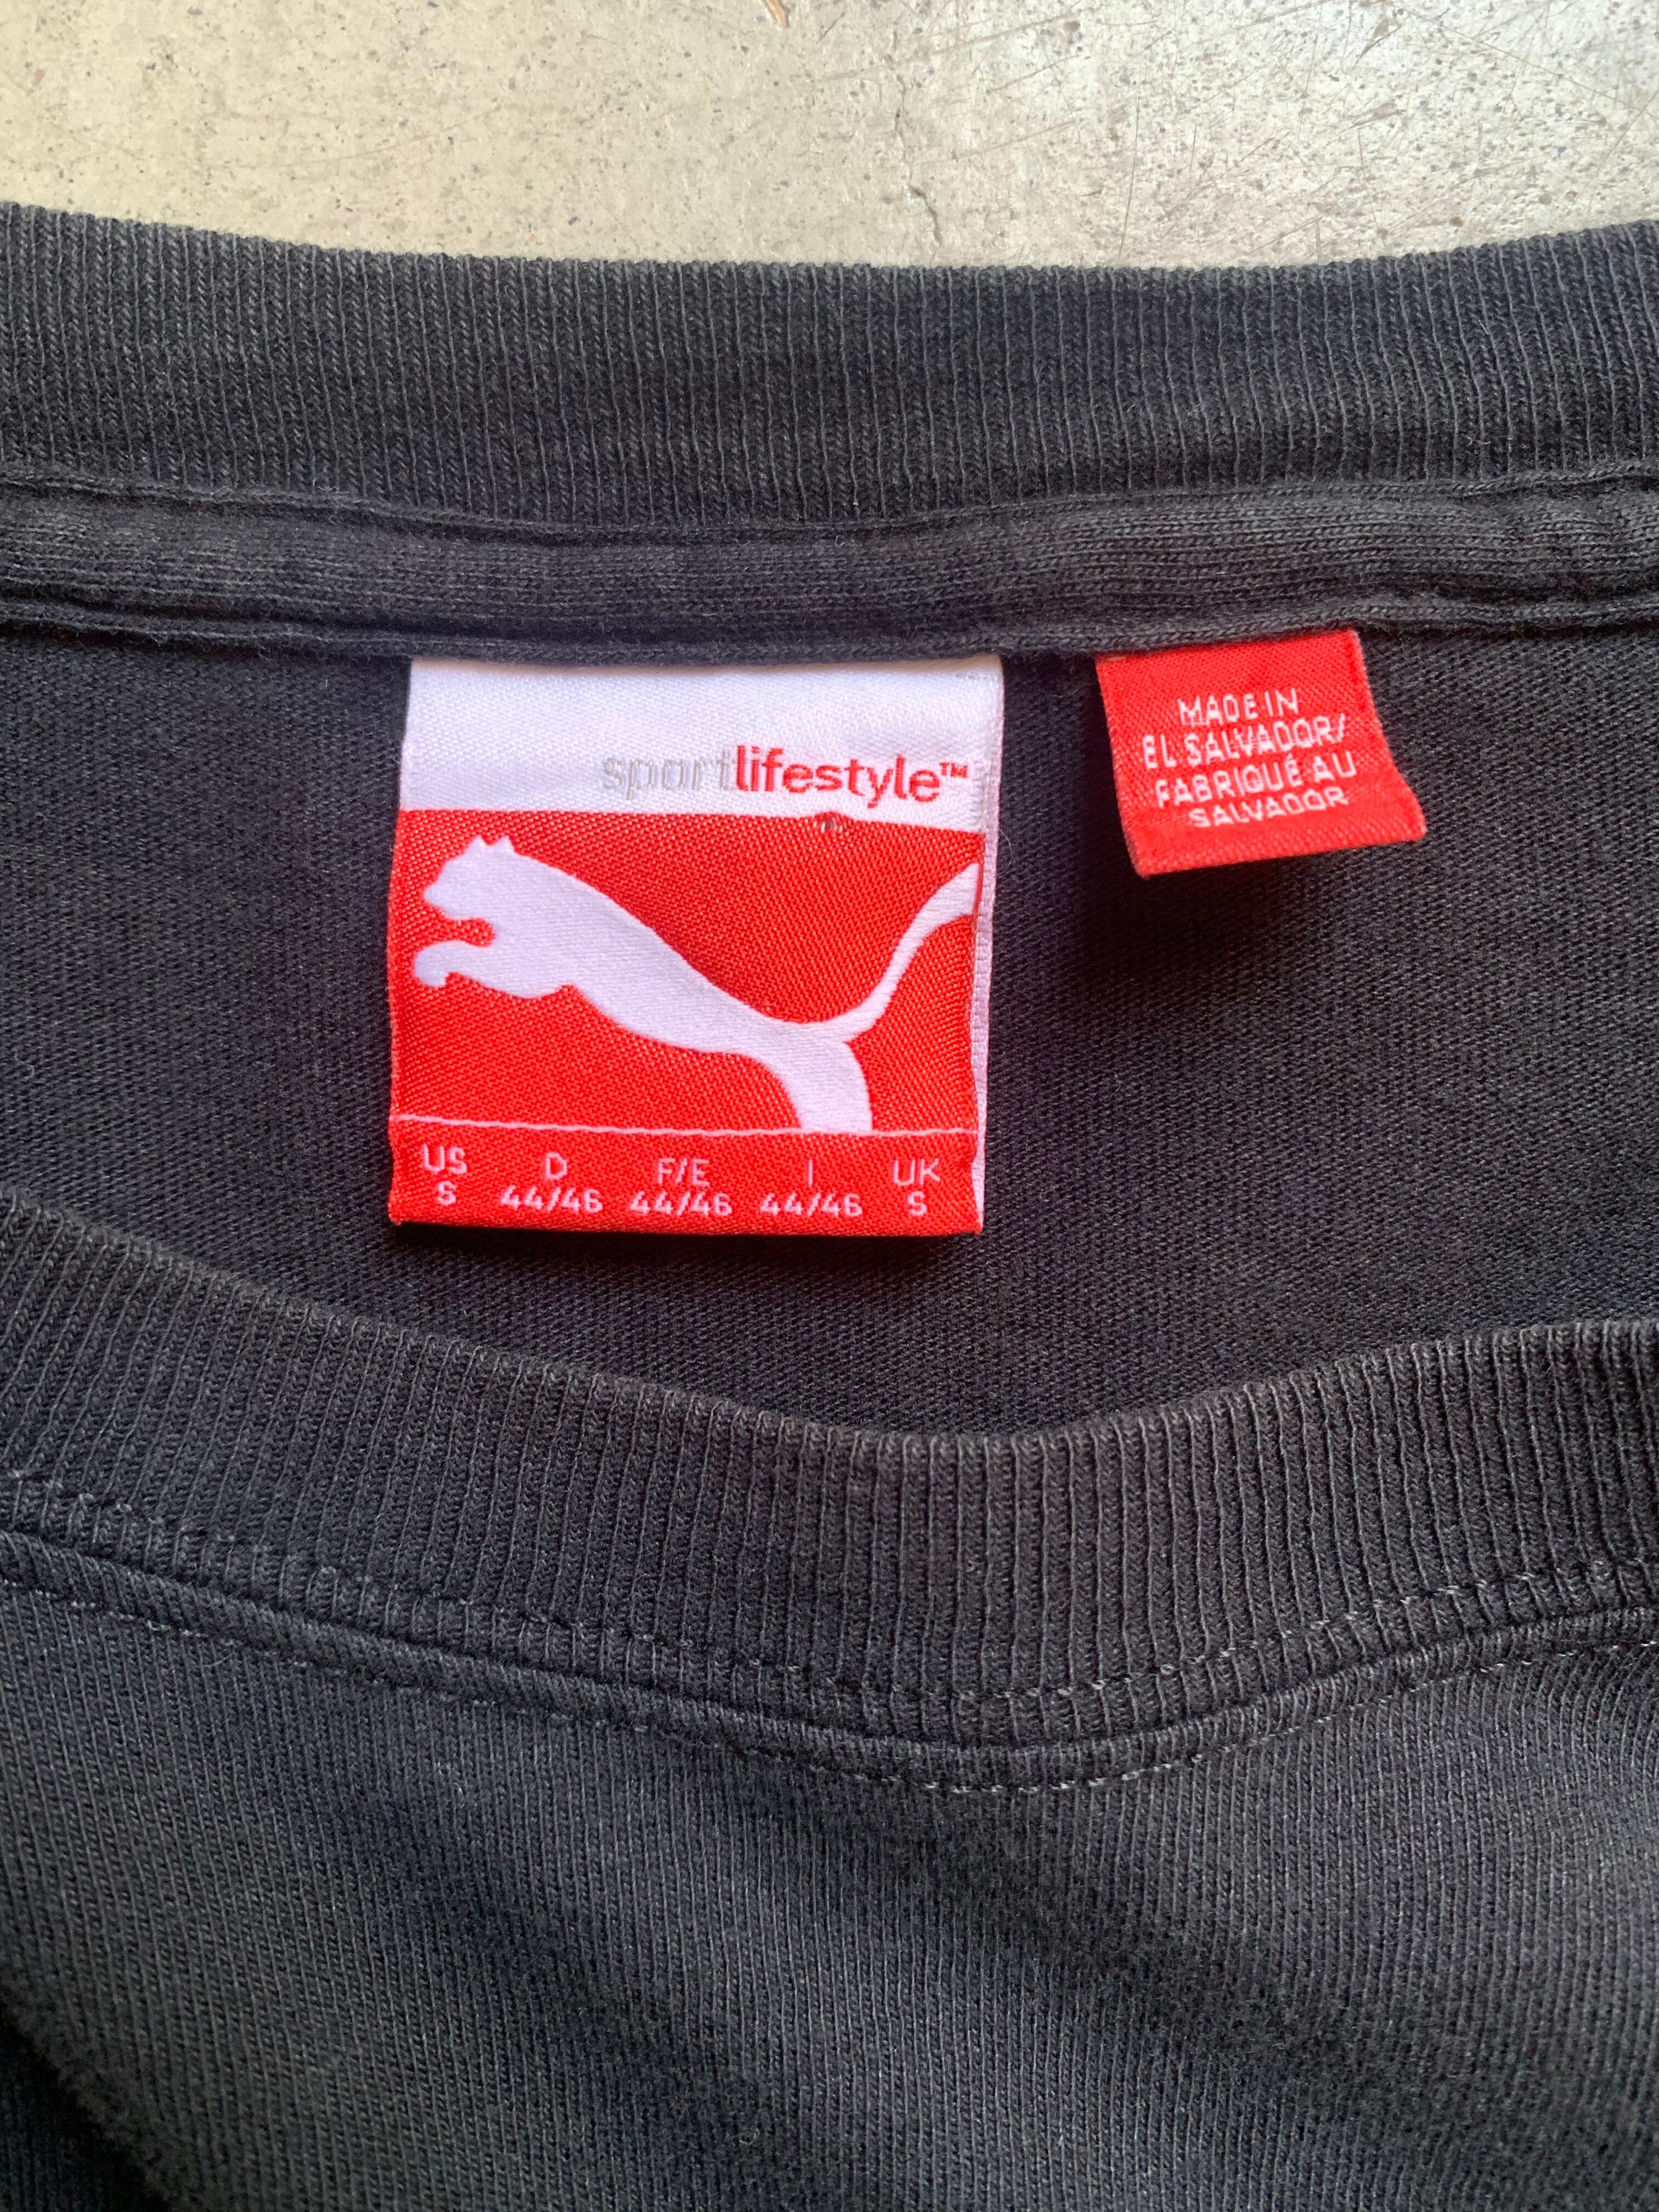 sportlifestyle™
US D F/E I UK
S 44/46 44/46 44/46 S
MADE IN
EL SALVADOR/
FABRIQUÉ AU
SALVADOR